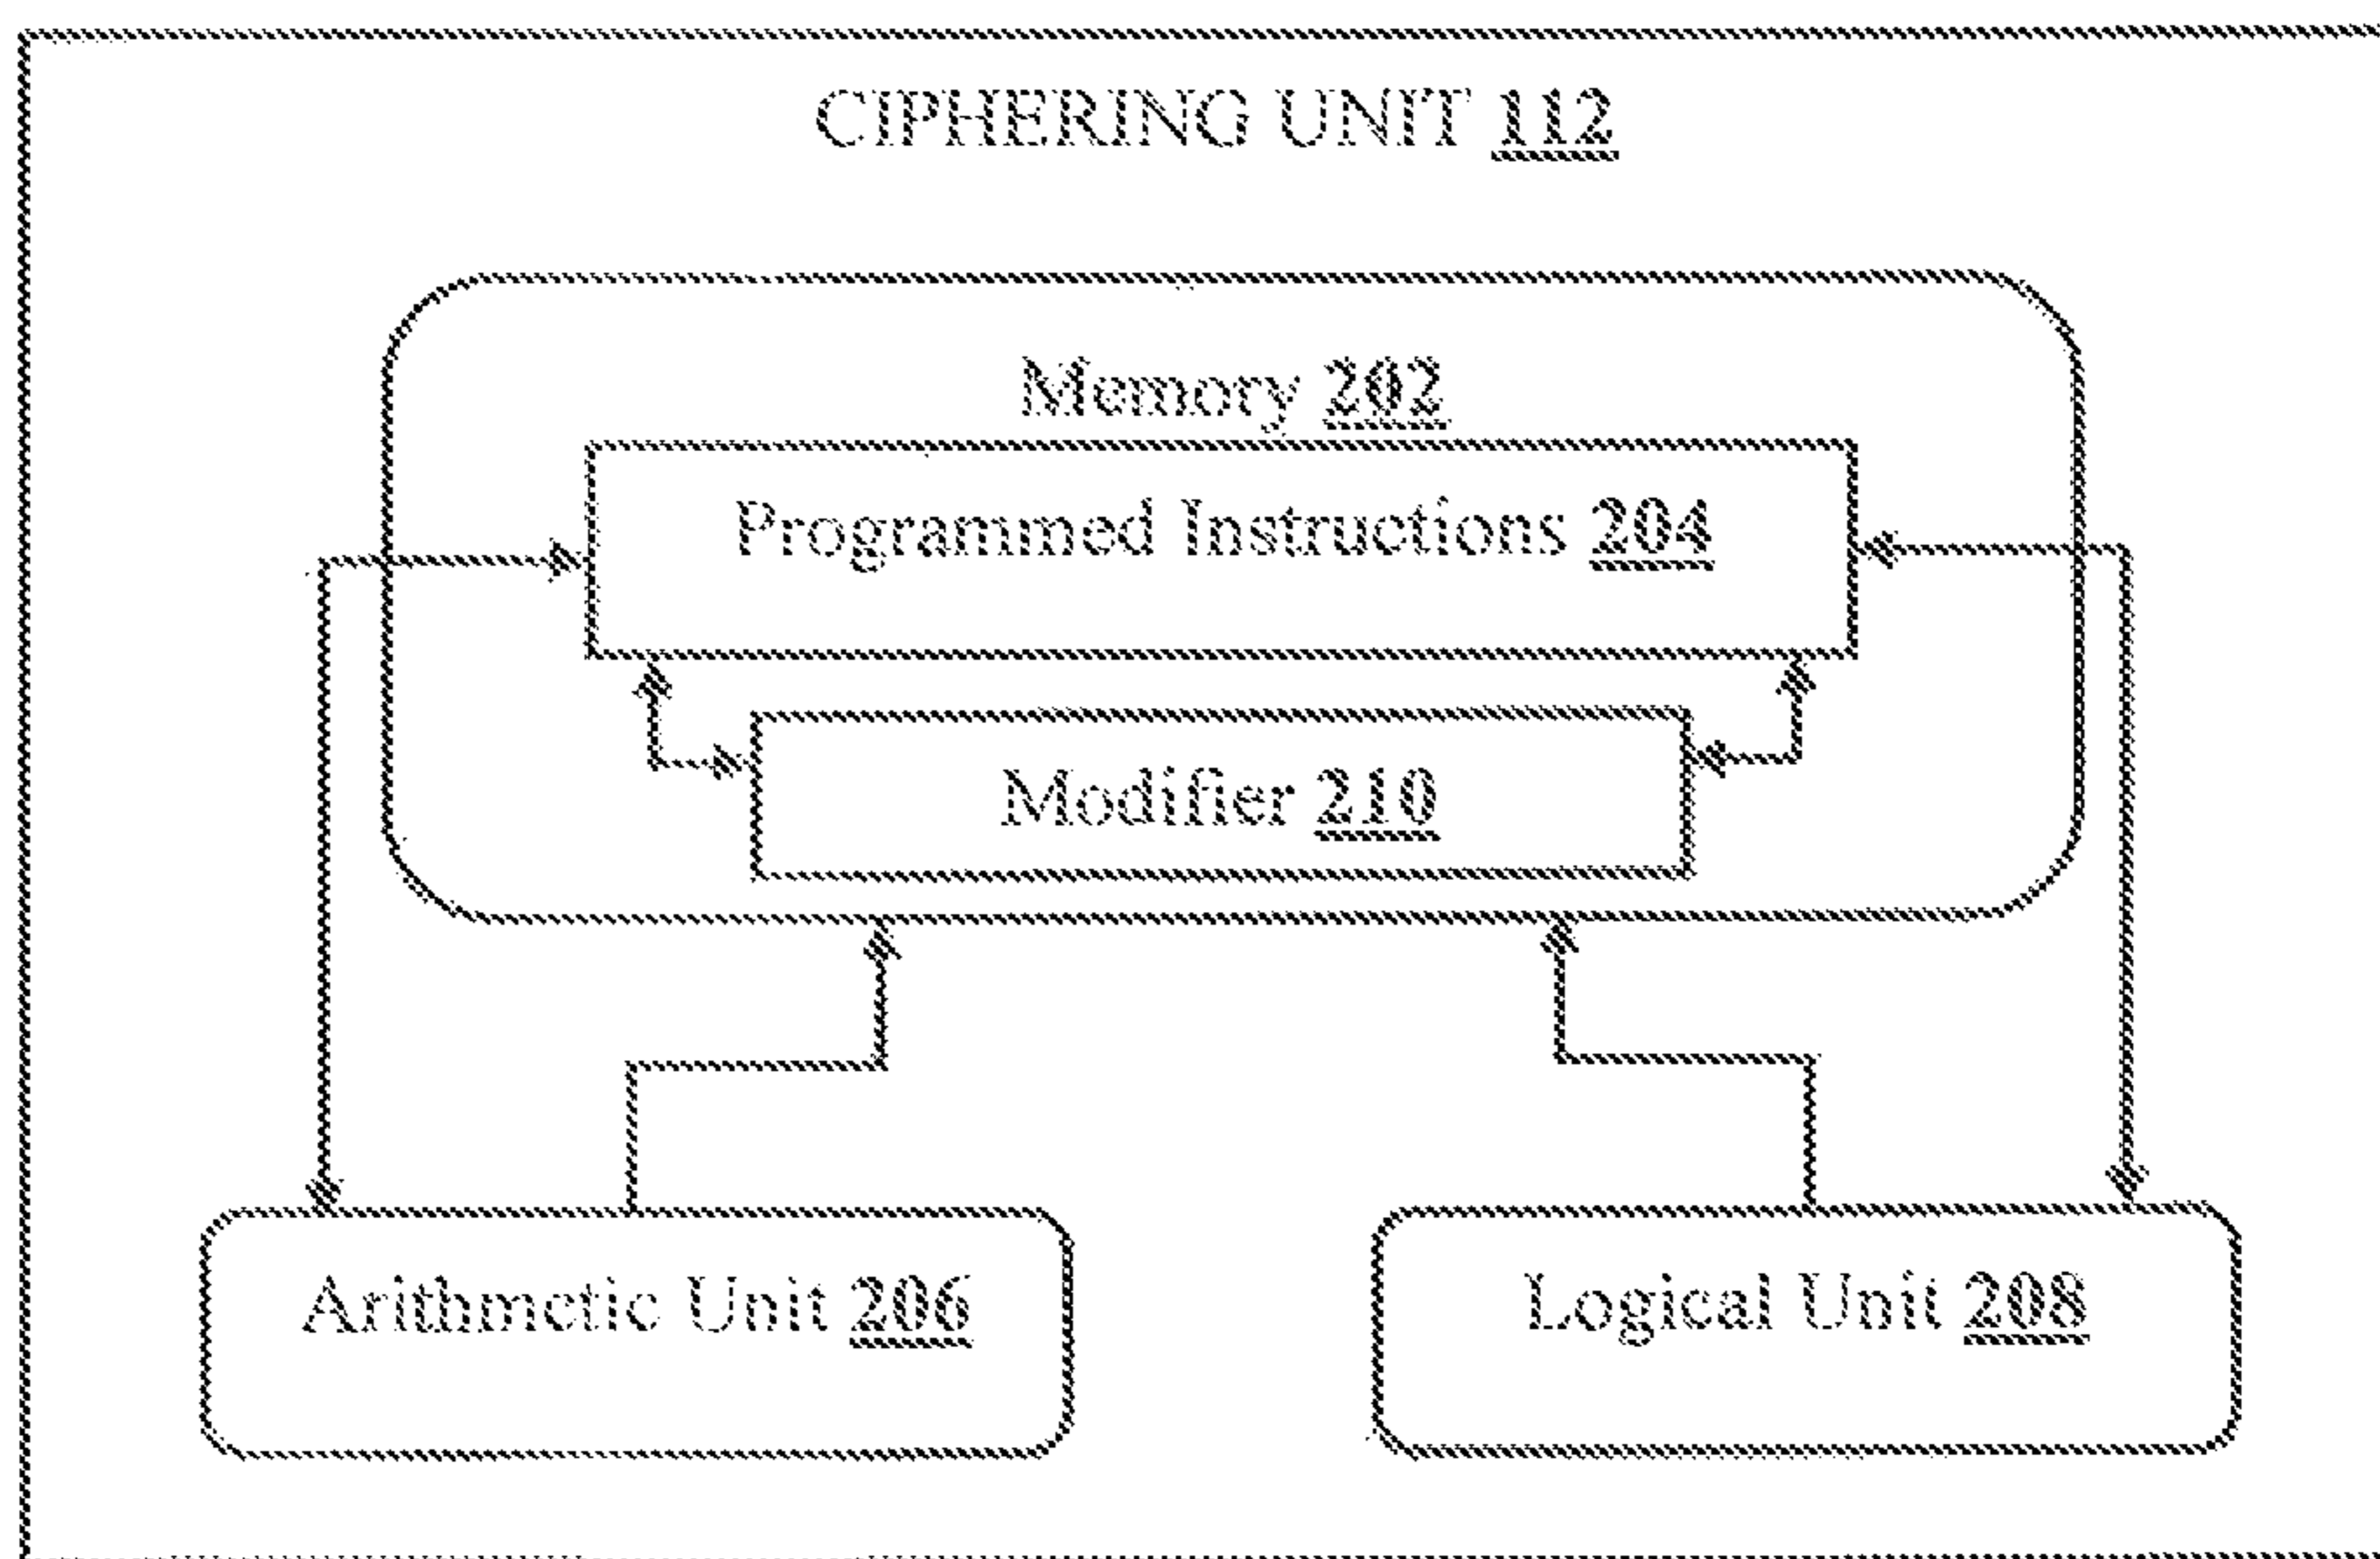 CIPHERING UNIT 112
Memory 202
Programmed Instructions 204
Modifier 210
Arithmetic Unit 206
Logical Unit 208